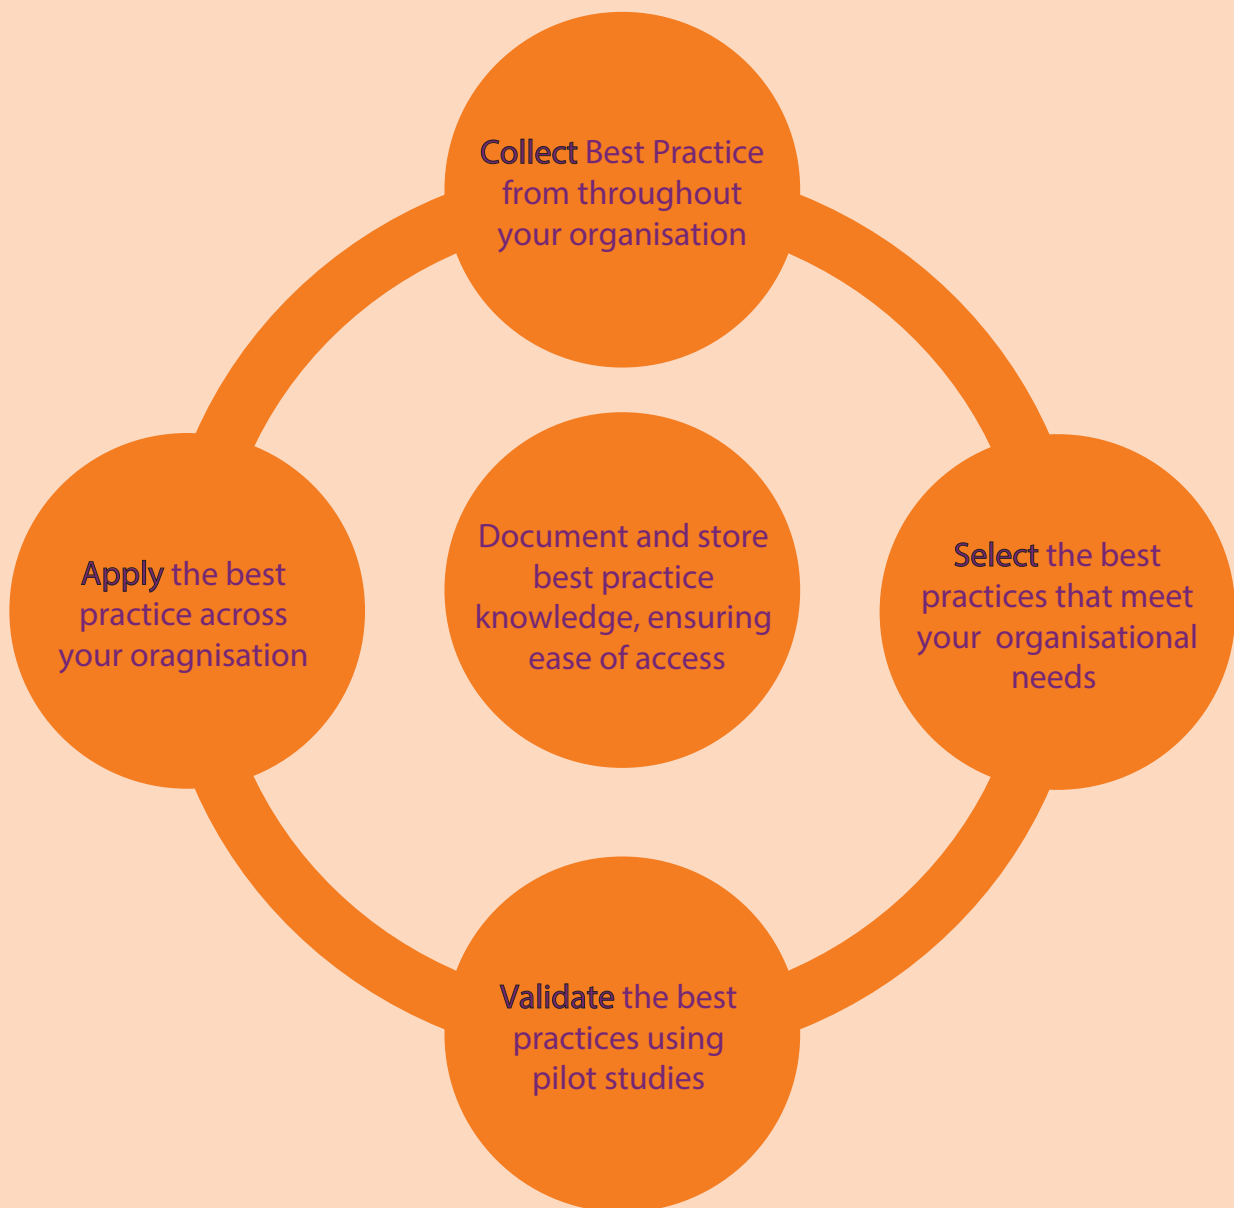 Collect Best Practice
from throughout
your organisation
Apply the best
practice across
your oragnisation
Document and store
best practice
knowledge, ensuring
ease of access
Select the best
practices that meet
your  organisational
needs
Validate the best
practices using
pilot studies